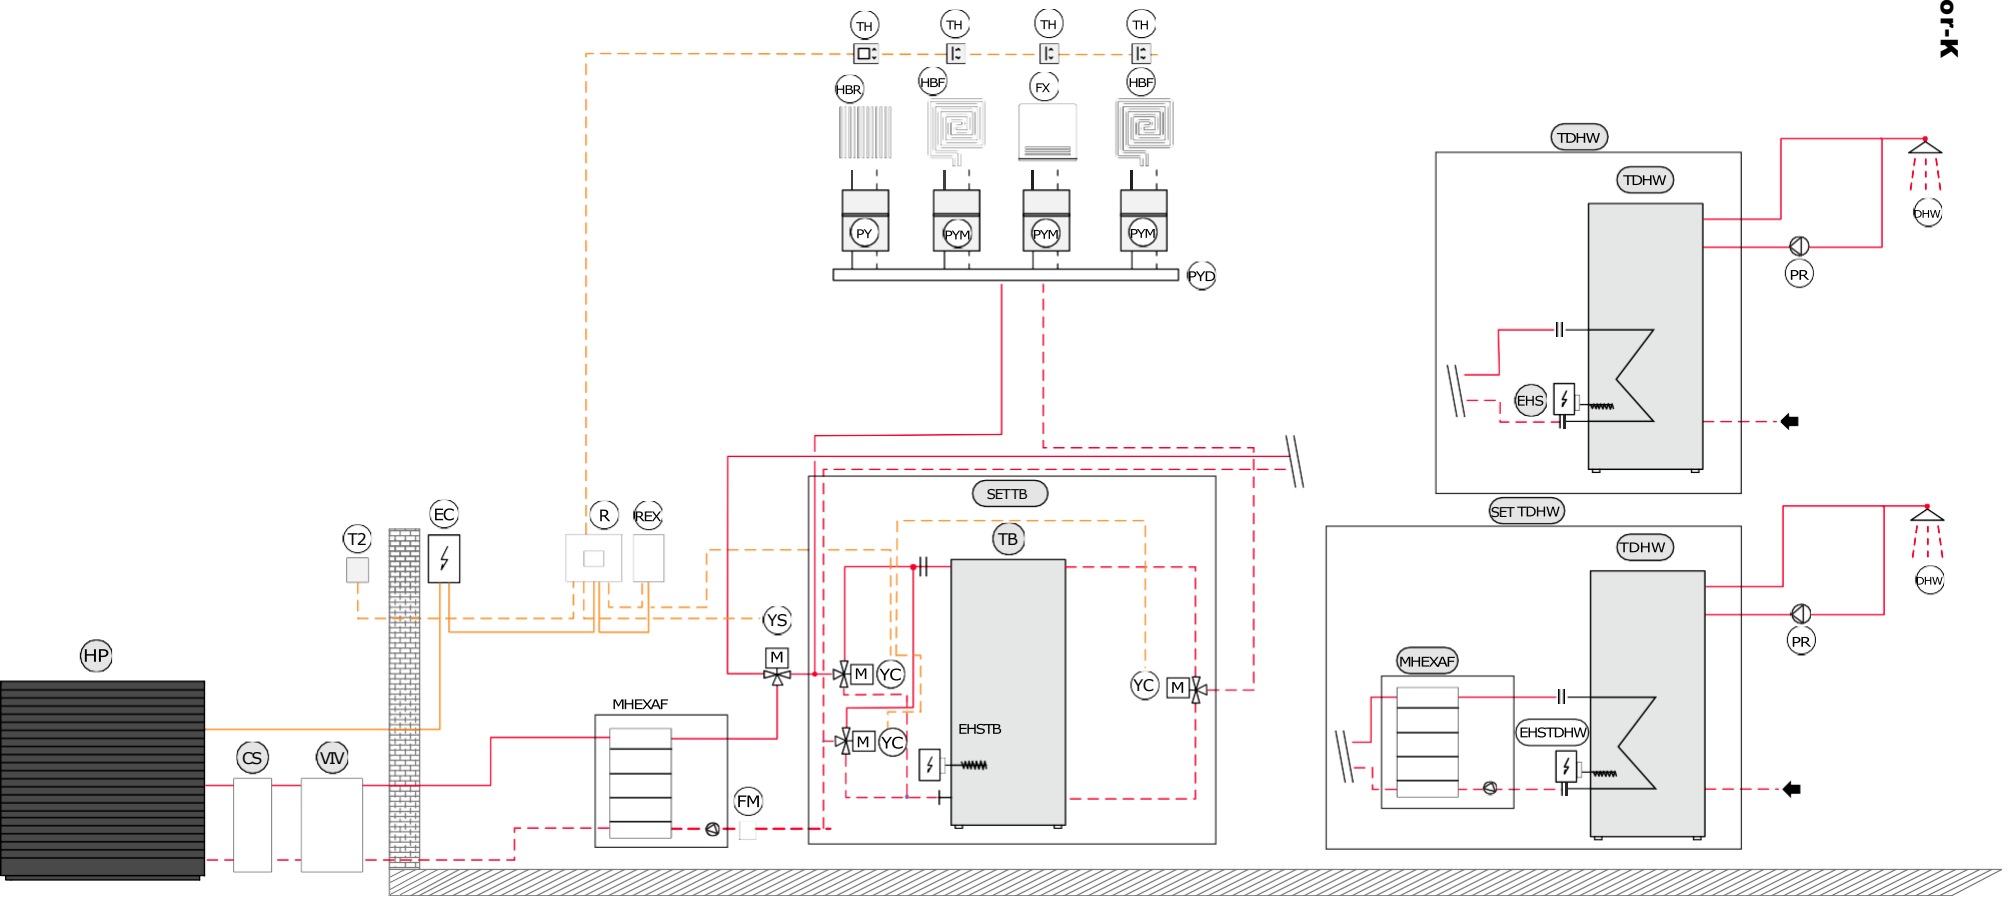 or-K
TH
TH
TH
TH
HBR
HBF
FX
HBF
PY
PYM
PYM
PYM
PYD
TDHW
TDHW
DHW
PR
EHS
SETTB
SET TDHW
T2
EC
R
REX
TB
TDHW
DHW
YS
PR
HP
M
M
YC
YC
M
MHEXAF
MHEXAF
EHSTB
EHSTDHW
M
YC
CS
VIV
FM